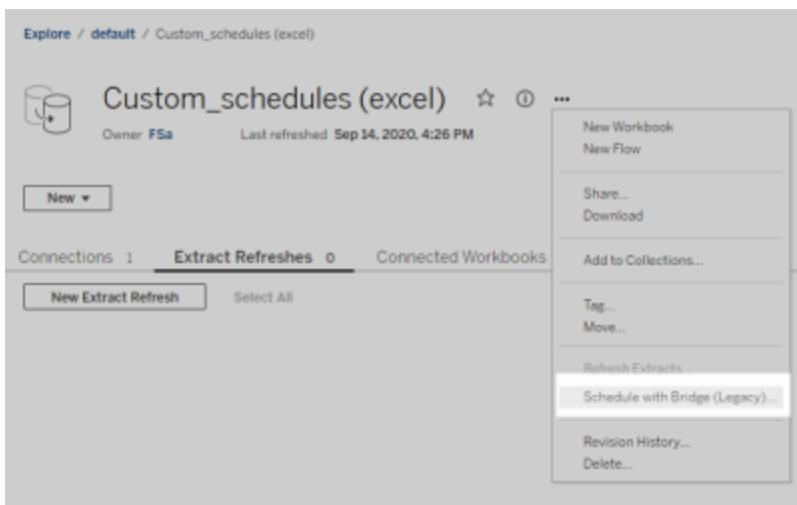 Explore / default / Custom_schedules (excel)
Custom_schedules (excel)
Owner FSa Last refreshed Sep 14, 2020, 4:26 PM
New
Connections 1 Extract Refreshes 0 Connected Workbooks
New Extract Refresh Select All
New Workbook
New Flow
Share...
Download
Add to Collections...
Tag...
Move...
Refresh Extracts...
Schedule with Bridge (Legacy)...
Revision History...
Delete...